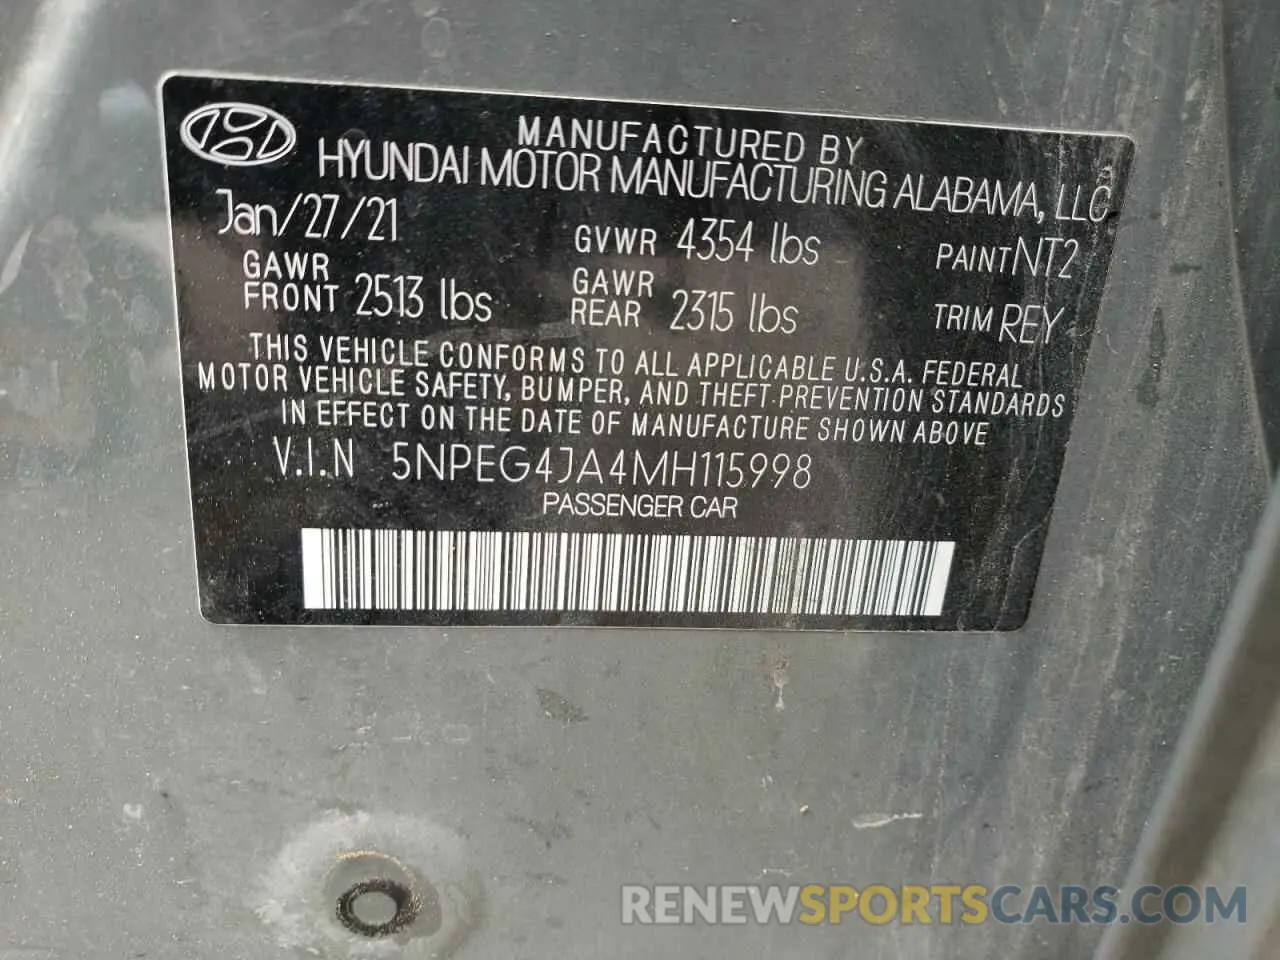 MANUFACTURED BY
HYUNDAI MOTOR MANUFACTURING ALABAMA, LLC
Jan/27/21 GVWR 4354 lbs PAINT NT2
GAWR FRONT 2513 lbs GAWR REAR 2315 lbs TRIM REY
THIS VEHICLE CONFORMS TO ALL APPLICABLE U.S.A. FEDERAL
MOTOR VEHICLE SAFETY, BUMPER, AND THEFT PREVENTION STANDARDS
IN EFFECT ON THE DATE OF MANUFACTURE SHOWN ABOVE
V.I.N 5NPEG4JA4MH115998
PASSENGER CAR
RENEWSPORTSCARS.COM